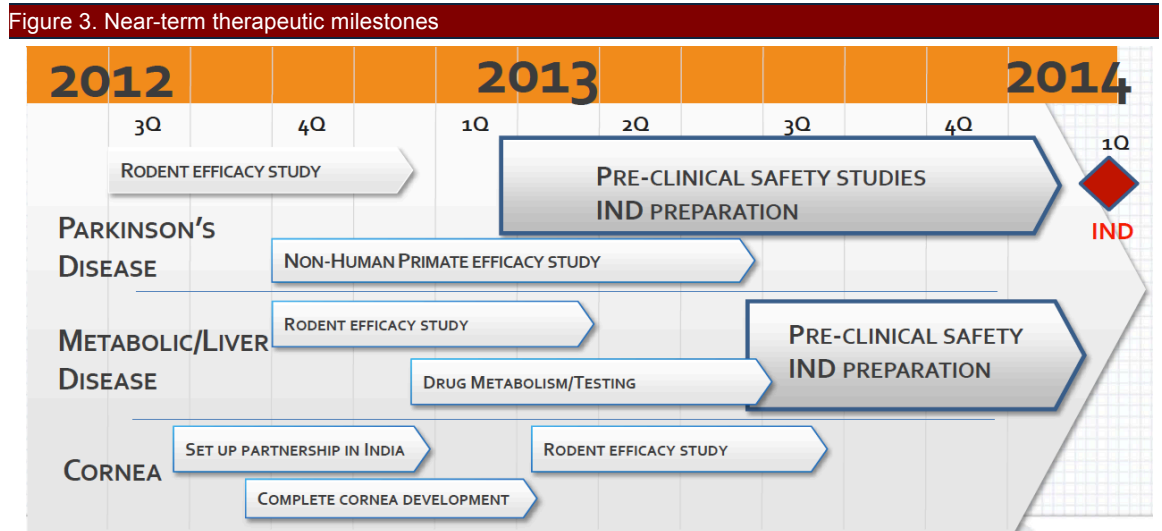 Figure 3. Near-term therapeutic milestones
2012 2013 2014
3Q 4Q 1Q 2Q 3Q 4Q 1Q
RODENT EFFICACY STUDY
PRE-CLINICAL SAFETY STUDIES
IND PREPARATION
IND
PARKINSON'S
DISEASE
NON-HUMAN PRIMATE EFFICACY STUDY
RODENT EFFICACY STUDY
METABOLIC/LIVER
DISEASE
PRE-CLINICAL SAFETY
IND PREPARATION
DRUG METABOLISM/TESTING
CORNEA
SET UP PARTNERSHIP IN INDIA
RODENT EFFICACY STUDY
COMPLETE CORNEA DEVELOPMENT